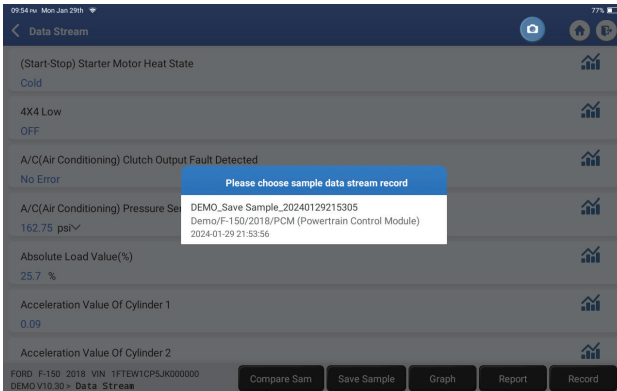 09:54 PM Mon Jan 29th
77%
Data Stream
(Start-Stop) Starter Motor Heat State
Cold
4X4 Low
OFF
A/C(Air Conditioning) Clutch Output Fault Detected
No Error
Please choose sample data stream record
A/C(Air Conditioning) Pressure Se
162.75 psi
DEMO_Save Sample_20240129215305
Demo/F-150/2018/PCM (Powertrain Control Module)
2024-01-29 21:53:56
Absolute Load Value(%)
25.7 %
Acceleration Value Of Cylinder 1
0.09
Acceleration Value Of Cylinder 2
FORD F-150 2018 VIN 1FTEW1CP5JK000000
DEMO V10.30 > Data Stream
Compare Sam
Save Sample
Graph
Report
Record